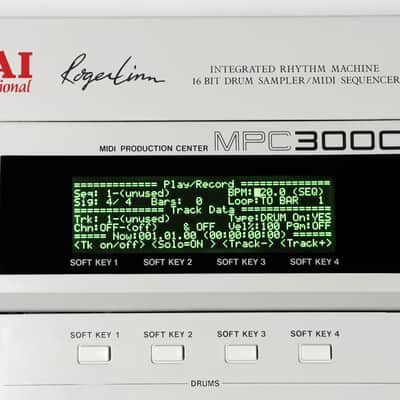 AI
sional
Roger Linn
INTEGRATED RHYTHM MACHINE
16 BIT DRUM SAMPLER/MIDI SEQUENCER
MIDI PRODUCTION CENTER MPC3000
============ Play/Record ============
Seq: 1-(unused) BPM:120.0 (SEQ)
Sig: 4/ 4 Bars: 0 Loop:TO BAR 1
============= Track Data =============
Trk: 1-(unused) Type:DRUM On:YES
Chn:OFF-(off) & OFF Vel%:100 Pgm:OFF
===== Now:001.01.00 (00:00:00:00) =====
<Tk on/off> <Solo=ON > <Track-> <Track+>
SOFT KEY 1 SOFT KEY 2 SOFT KEY 3 SOFT KEY 4
SOFT KEY 1 SOFT KEY 2 SOFT KEY 3 SOFT KEY 4
DRUMS